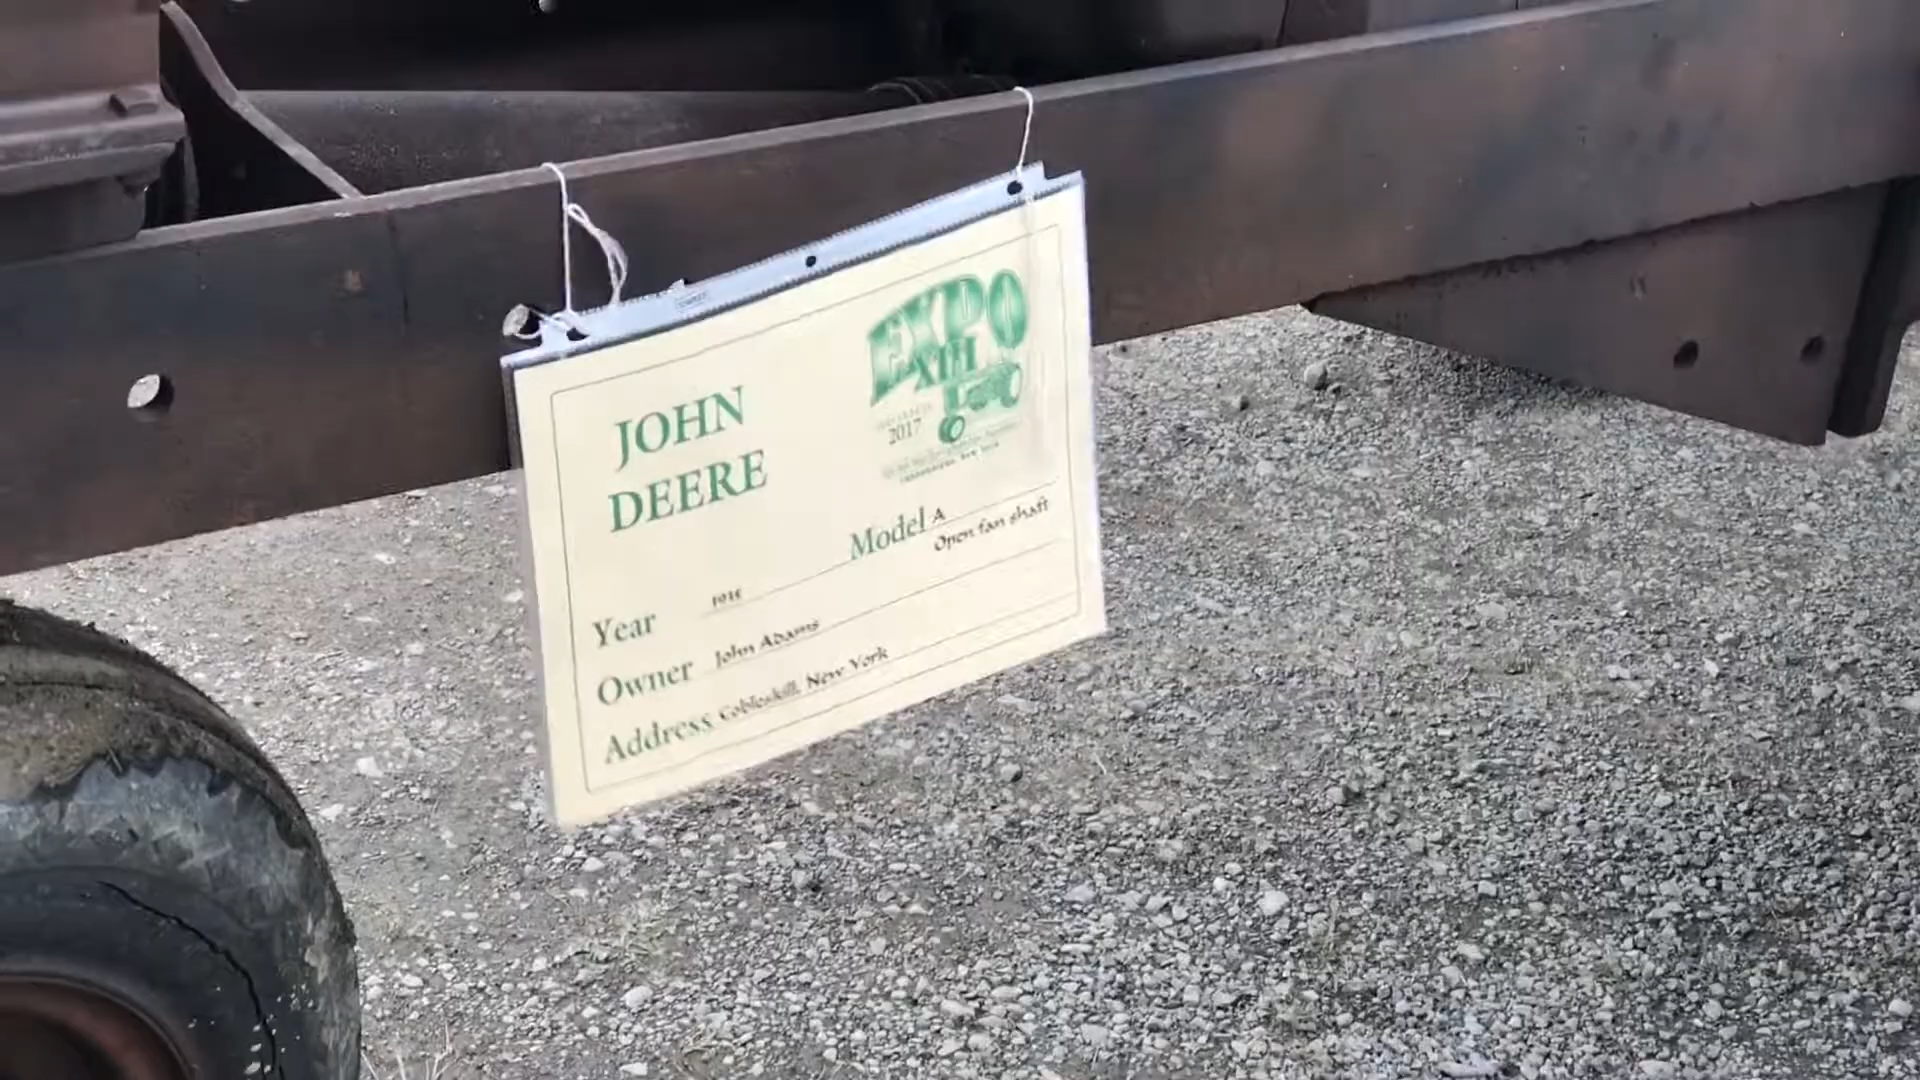 JOHN
DEERE
EXPO
XIII
2017
Model A
Open fan shaft
Year
Owner John Adams
Address Cobleskill, New York